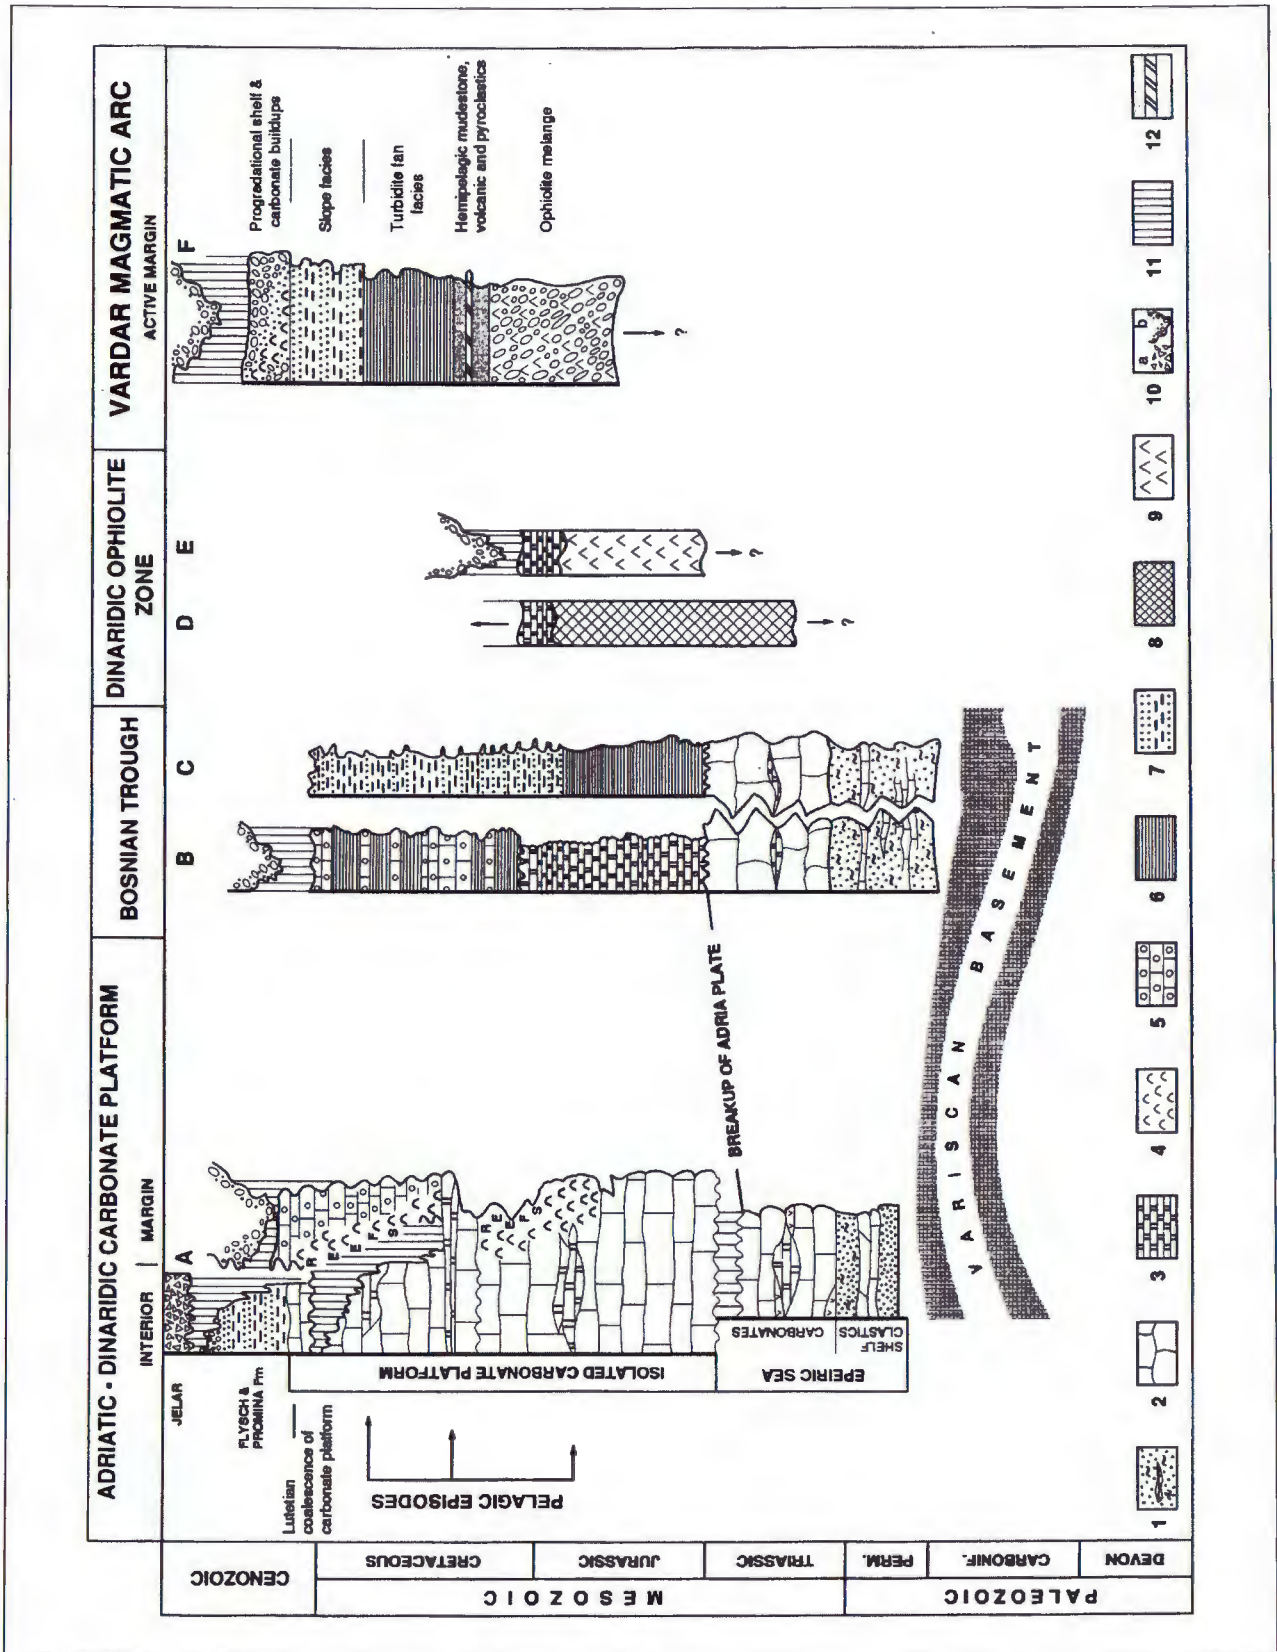 ADRIATIC - DINARIDIC CARBONATE PLATFORM
INTERIOR | MARGIN
BOSNIAN TROUGH
DINARIDIC OPHIOLITE
ZONE
VARDAR MAGMATIC ARC
ACTIVE MARGIN
A
B
C
D
E
F
CENOZOIC
MESOZOIC
PALEOZOIC
CRETACEOUS
JURASSIC
TRIASSIC
PERM.
CARBONIF.
DEVON
JELAR
FLYSCH &
PROMINA Fm
Lutetian
coalescence of
carbonate platform
PELAGIC EPISODES
ISOLATED CARBONATE PLATFORM
EPEIRIC SEA
CARBONATES
SHELF
CLASTICS
REEFS
REEFS
BREAKUP OF ADRIA PLATE
VARISCAN BASEMENT
?
?
?
Progradational shelf &
carbonate buildups
Slope facies
Turbidite fan
facies
Hemipelagic mudestone,
volcanic and pyroclastics
Ophiolite melange
1
2
3
4
5
6
7
8
9
a b
10
11
12